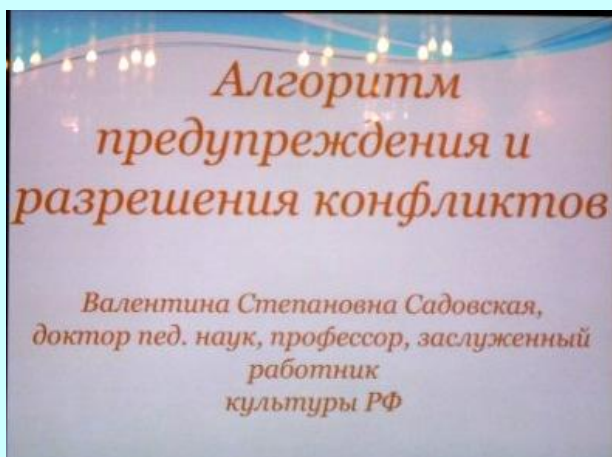 Алгоритм
предупреждения и
разрешения конфликтов
Валентина Степановна Садовская,
доктор пед. наук, профессор, заслуженный
работник
культуры РФ